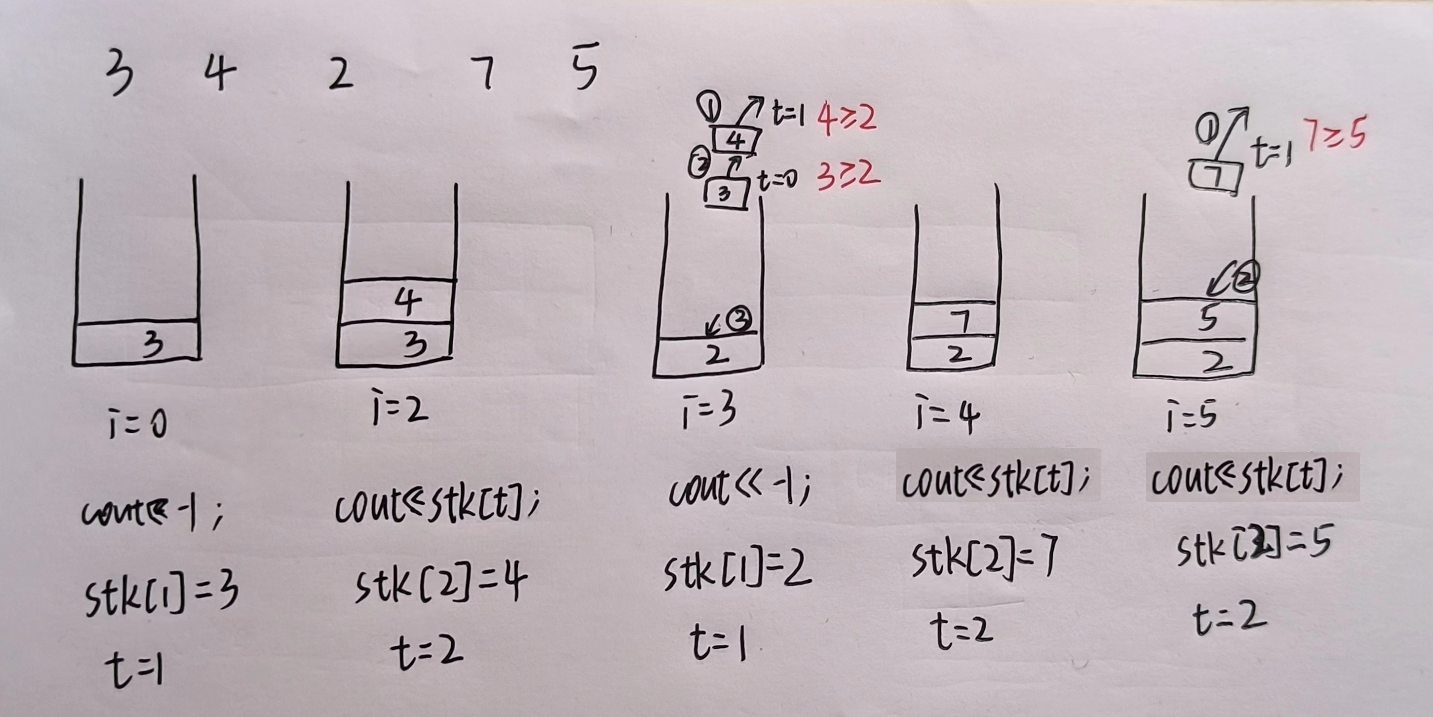 3 4 2 7 5
① t=1 4≥2
4
② t=0 3≥2
3
① t=1 7≥5
7
3
4
3
③
2
7
2
②
5
2
i=0 i=2 i=3 i=4 i=5
cout<<-1; cout<<stk[t]; cout<<-1; cout<<stk[t]; cout<<stk[t];
stk[1]=3 stk[2]=4 stk[1]=2 stk[2]=7 stk[2]=5
t=1 t=2 t=1 t=2 t=2